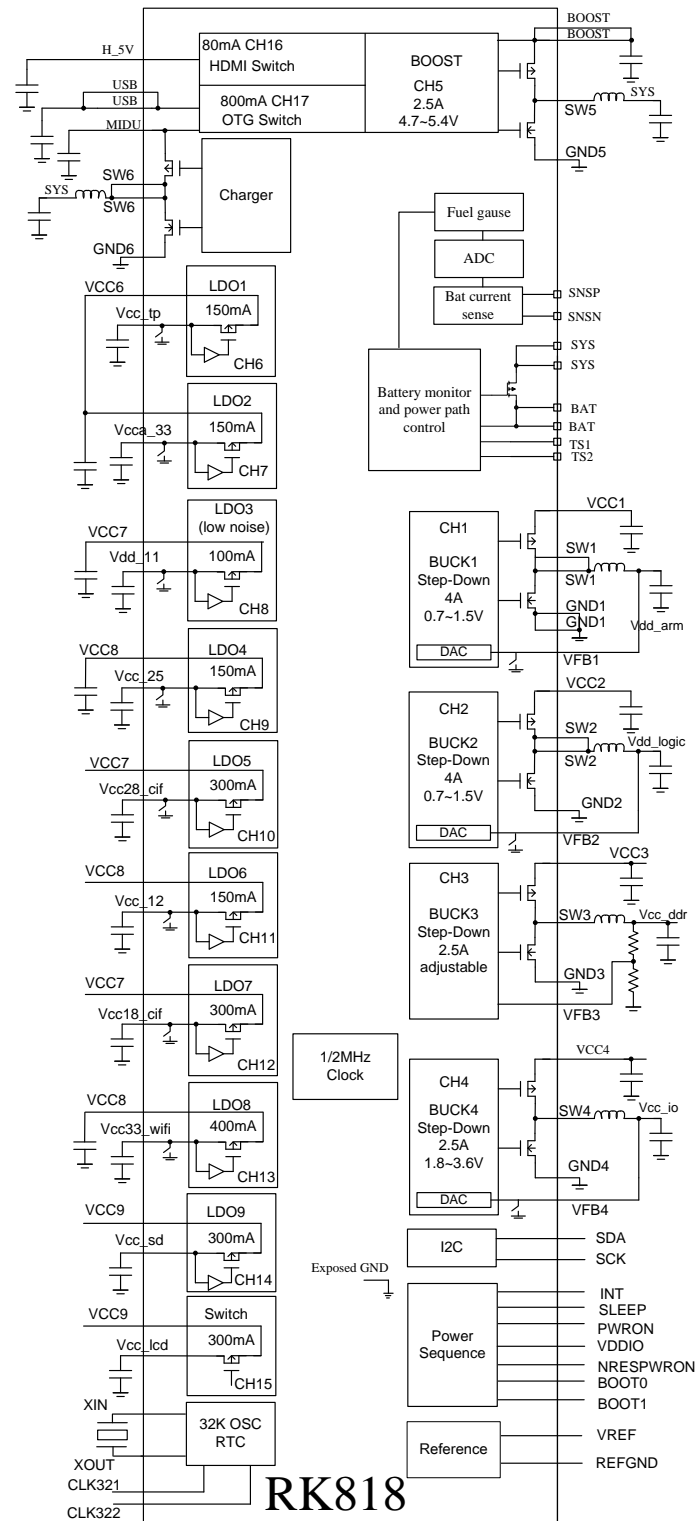 BOOST
BOOST
H_5V
80mA CH16
HDMI Switch
BOOST
CH5
2.5A
4.7~5.4V
USB
USB
800mA CH17
OTG Switch
SW5
SYS
MIDU
GND5
SW6
SYS
SW6
Charger
GND6
Fuel gause
ADC
Bat current
sense
SNSP
SNSN
SYS
SYS
Battery monitor
and power path
control
BAT
BAT
TS1
TS2
VCC6
LDO1
150mA
Vcc_tp
CH6
LDO2
150mA
Vcca_33
CH7
LDO3
(low noise)
VCC7
100mA
Vdd_11
CH8
LDO4
VCC8
150mA
Vcc_25
CH9
LDO5
VCC7
300mA
Vcc28_cif
CH10
LDO6
VCC8
150mA
Vcc_12
CH11
LDO7
VCC7
300mA
Vcc18_cif
CH12
LDO8
VCC8
400mA
Vcc33_wifi
CH13
LDO9
VCC9
300mA
Vcc_sd
CH14
Switch
VCC9
300mA
Vcc_lcd
CH15
XIN
32K OSC
RTC
XOUT
CLK321
CLK322
VCC1
CH1
BUCK1
Step-Down
4A
0.7~1.5V
DAC
SW1
SW1
GND1
GND1
Vdd_arm
VFB1
VCC2
CH2
BUCK2
Step-Down
4A
0.7~1.5V
DAC
SW2
SW2
Vdd_logic
GND2
VFB2
VCC3
CH3
BUCK3
Step-Down
2.5A
adjustable
SW3
Vcc_ddr
GND3
VFB3
1/2MHz
Clock
VCC4
CH4
BUCK4
Step-Down
2.5A
1.8~3.6V
DAC
SW4
Vcc_io
GND4
VFB4
I2C
SDA
SCK
Exposed GND
Power
Sequence
INT
SLEEP
PWRON
VDDIO
NRESPWRON
BOOT0
BOOT1
Reference
VREF
REFGND
RK818